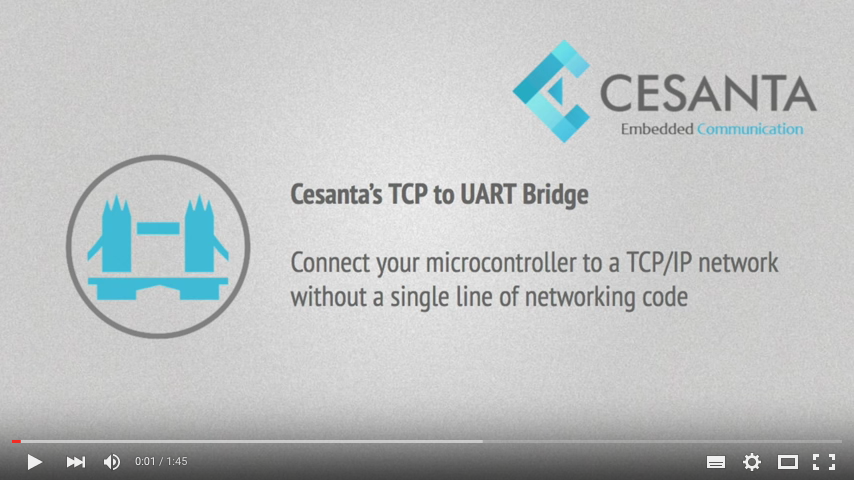 CESANTA
Embedded Communication
Cesanta's TCP to UART Bridge
Connect your microcontroller to a TCP/IP network
without a single line of networking code
0:01 / 1:45